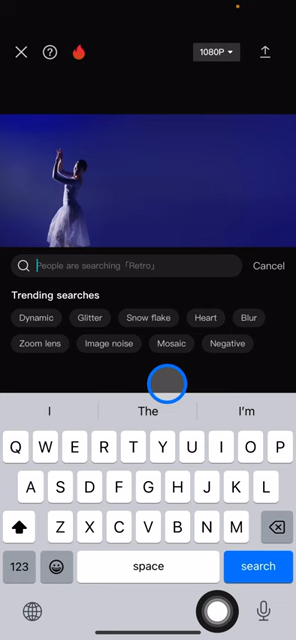 1080P
People are searching「Retro」
Cancel
Trending searches
Dynamic Glitter Snow flake Heart Blur
Zoom lens Image noise Mosaic Negative
I The I'm
Q W E R T Y U I O P
A S D F G H J K L
Z X C V B N M
123 space search